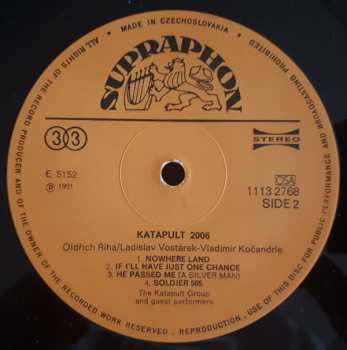 MADE IN CZECHOSLOVAKIA
ALL RIGHTS OF THE RECORD PRODUCER AND OF THE OWNER OF THE RECORDED WORK RESERVED. REPRODUCTION, USE OF THIS DISC FOR PUBLIC PERFORMANCE AND BROADCASTING PROHIBITED
SUPRAPHON
33
STEREO
E 5152
Ⓟ 1991
OSA
1113 2768
SIDE 2
KATAPULT 2006
Oldřich Říha/Ladislav Vostárek-Vladimír Kočandrle
1. NOWHERE LAND
2. IF I'LL HAVE JUST ONE CHANCE
3. HE PASSED ME (A SILVER MAN)
4. SOLDIER 505
The Katapult Group
and guest performers